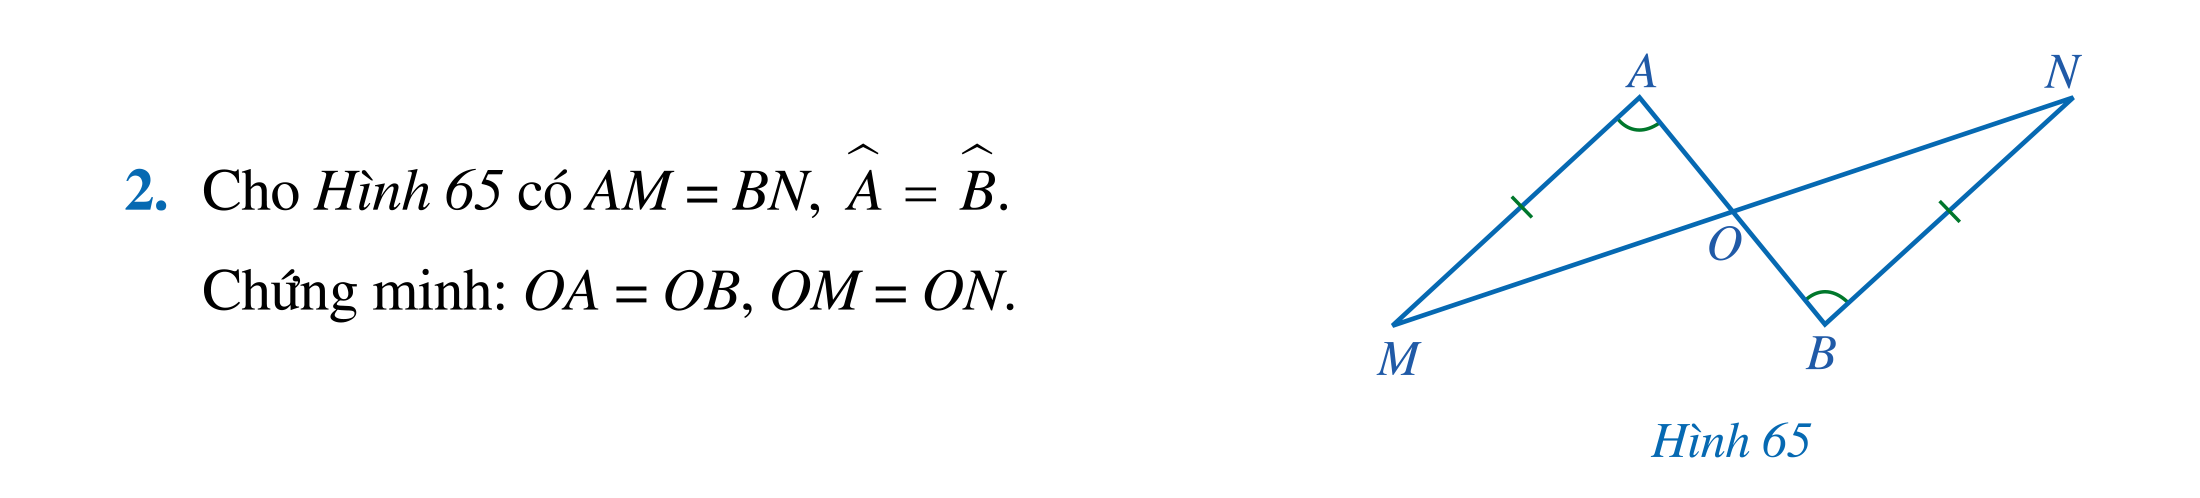 2. Cho Hình 65 có AM = BN, Â = B̂.
Chứng minh: OA = OB, OM = ON.
A
N
O
M
B
Hình 65